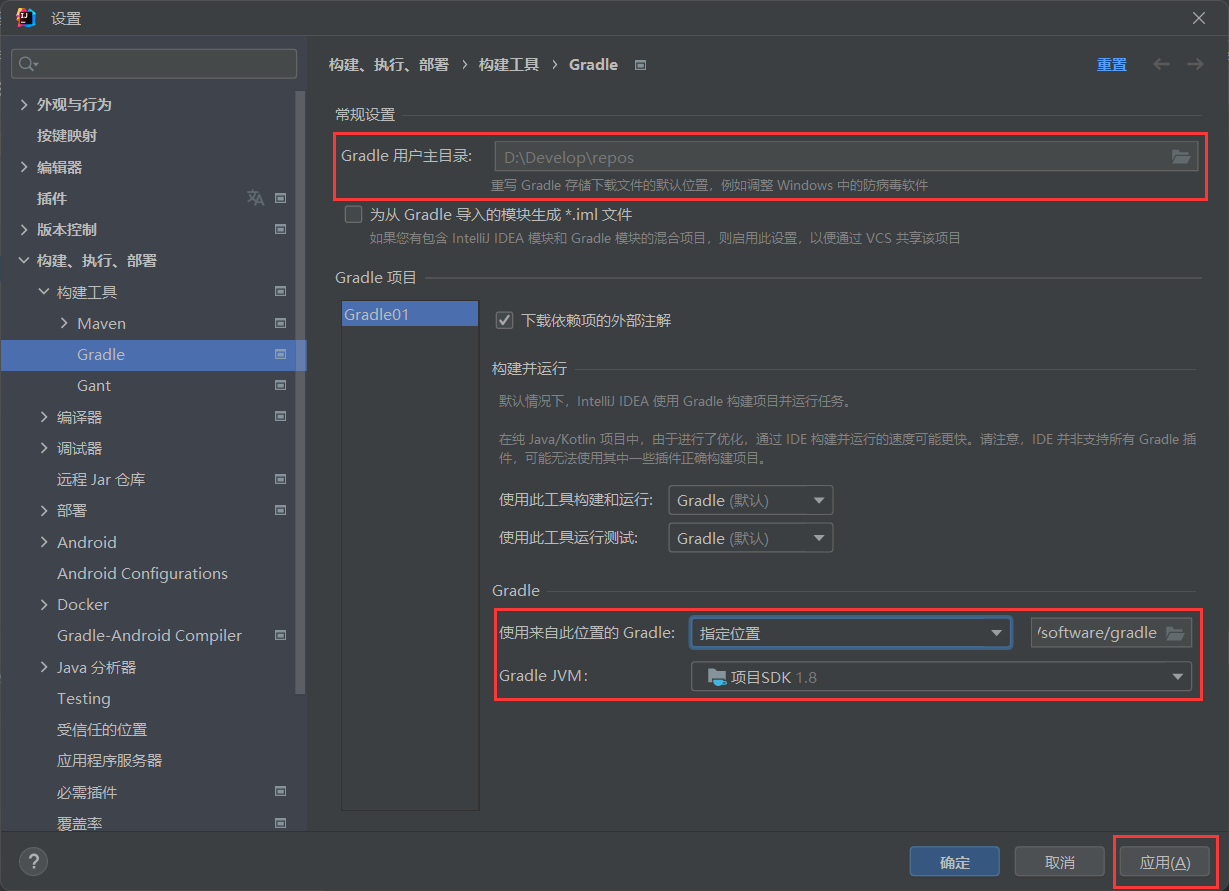 设置
外观与行为
按键映射
编辑器
插件
版本控制
构建、执行、部署
构建工具
Maven
Gradle
Gant
编译器
调试器
远程 Jar 仓库
部署
Android
Android Configurations
Docker
Gradle-Android Compiler
Java 分析器
Testing
受信任的位置
应用程序服务器
必需插件
覆盖率
构建、执行、部署 › 构建工具 › Gradle
重置
常规设置
Gradle 用户主目录: D:\Develop\repos
重写 Gradle 存储下载文件的默认位置，例如调整 Windows 中的防病毒软件
为从 Gradle 导入的模块生成 *.iml 文件
如果您有包含 IntelliJ IDEA 模块和 Gradle 模块的混合项目，则启用此设置，以便通过 VCS 共享该项目
Gradle 项目
Gradle01
下载依赖项的外部注解
构建并运行
默认情况下，IntelliJ IDEA 使用 Gradle 构建项目并运行任务。
在纯 Java/Kotlin 项目中，由于进行了优化，通过 IDE 构建并运行的速度可能更快。请注意，IDE 并非支持所有 Gradle 插
件，可能无法使用其中一些插件正确构建项目。
使用此工具构建和运行: Gradle (默认)
使用此工具运行测试: Gradle (默认)
Gradle
使用来自此位置的 Gradle: 指定位置 /software/gradle
Gradle JVM: 项目SDK 1.8
? 确定 取消 应用(A)